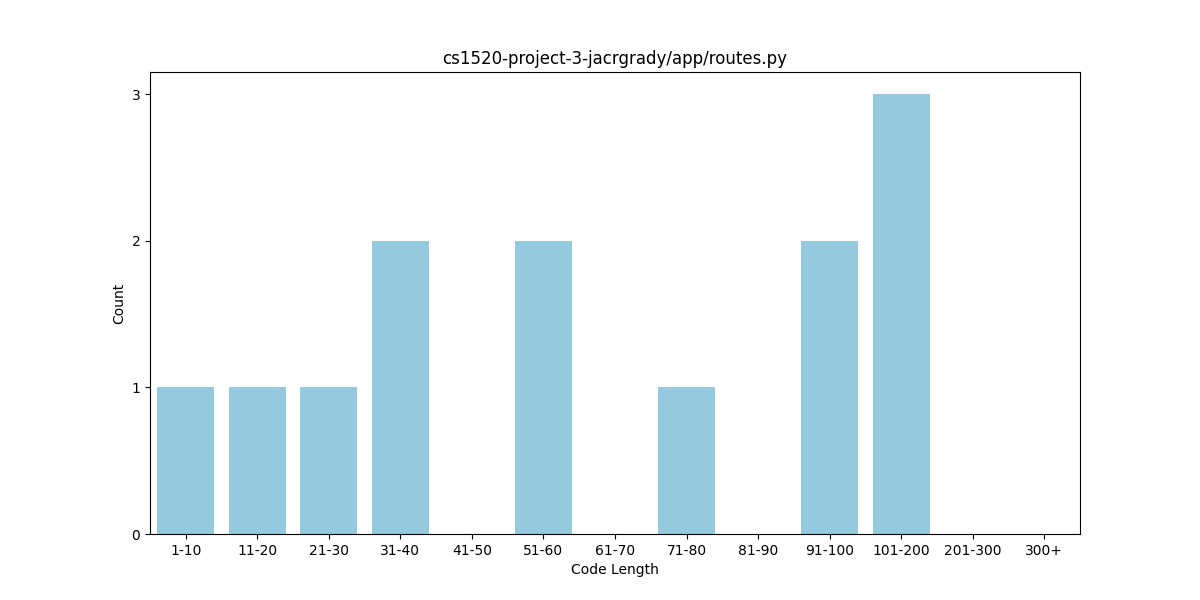 cs1520-project-3-jacrgrady/app/routes.py
3
2
1
0
Count
1-10 11-20 21-30 31-40 41-50 51-60 61-70 71-80 81-90 91-100 101-200 201-300 300+
Code Length